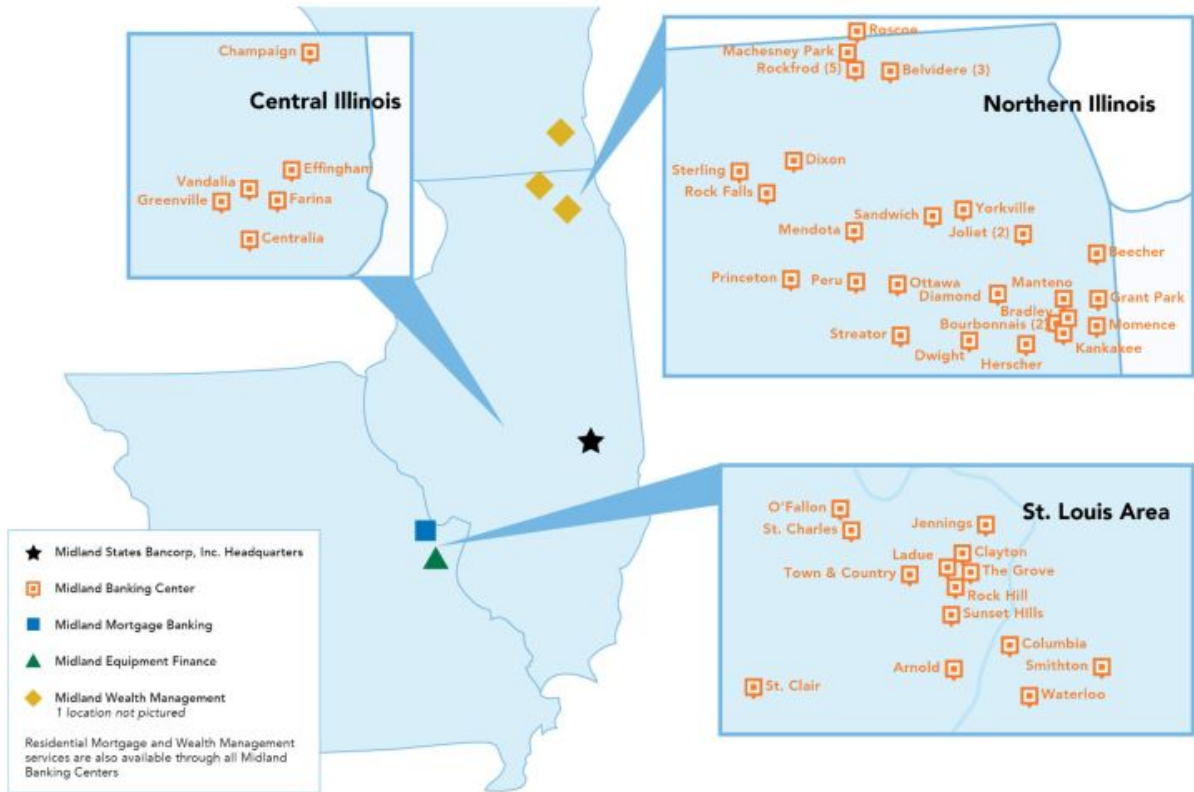 Champaign
Central Illinois
Effingham
Vandalia
Greenville
Farina
Centralia
Roscoe
Machesney Park
Rockfrod (5)
Belvidere (3)
Northern Illinois
Dixon
Sterling
Rock Falls
Yorkville
Sandwich
Mendota
Joliet (2)
Beecher
Princeton
Peru
Ottawa
Manteno
Diamond
Grant Park
Bradley
Bourbonnais (2)
Momence
Streator
Kankakee
Dwight
Herscher
O'Fallon
St. Louis Area
St. Charles
Jennings
Ladue
Clayton
Town & Country
The Grove
Rock Hill
Sunset Hills
Columbia
Arnold
Smithton
St. Clair
Waterloo
Midland States Bancorp, Inc. Headquarters
Midland Banking Center
Midland Mortgage Banking
Midland Equipment Finance
Midland Wealth Management
1 location not pictured
Residential Mortgage and Wealth Management
services are also available through all Midland
Banking Centers